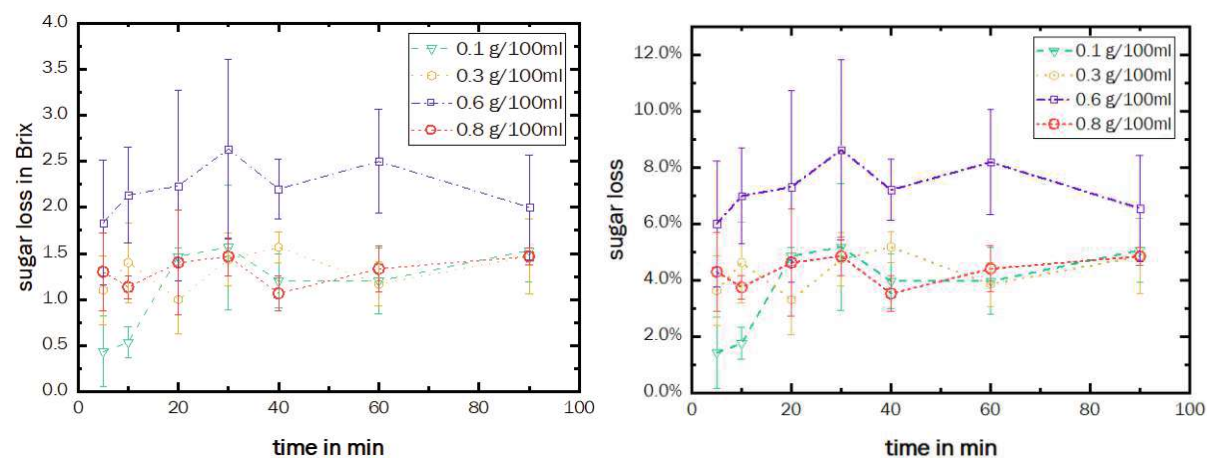 4.0
3.5
3.0
2.5
2.0
1.5
1.0
0.5
0.0
sugar loss in Brix
0.1 g/100ml
0.3 g/100ml
0.6 g/100ml
0.8 g/100ml
0
20
40
60
80
100
time in min
12.0%
10.0%
8.0%
6.0%
4.0%
2.0%
0.0%
sugar loss
0.1 g/100ml
0.3 g/100ml
0.6 g/100ml
0.8 g/100ml
0
20
40
60
80
100
time in min